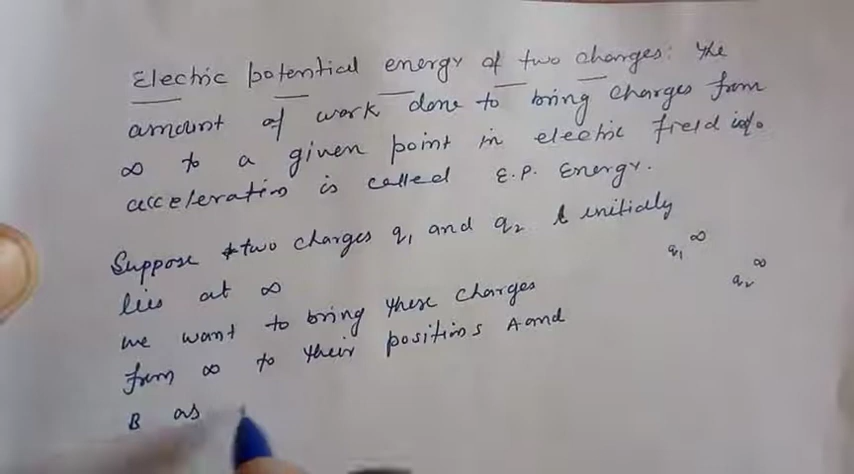 Electric potential energy of two charges: The
amount of work done to bring charges from
∞ to a given point in electric field w/o
acceleration is called E.P. Energy.
Suppose two charges q₁ and q₂ initially
lies at ∞
we want to bring these charges
from ∞ to their positions A and
B as
q₁ ∞
q₂ ∞